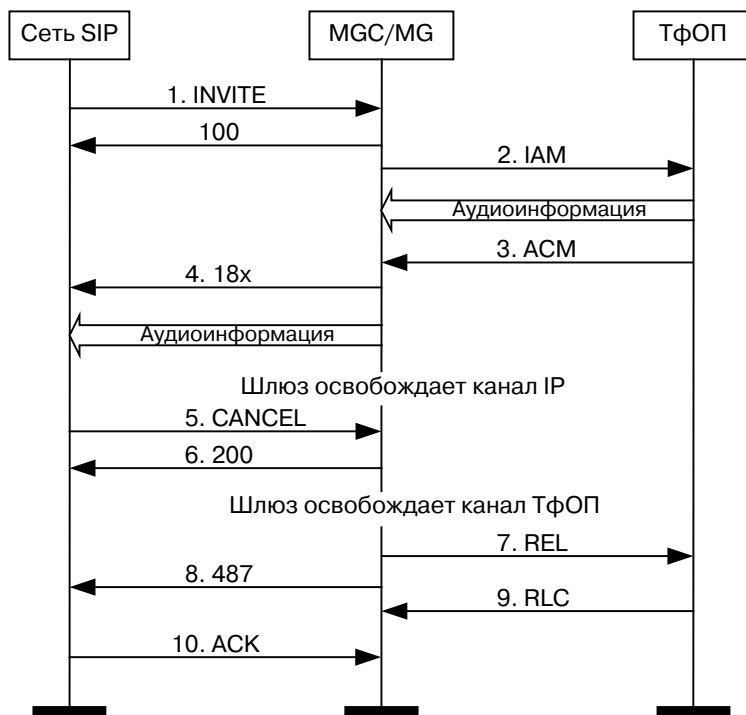 Сеть SIP
MGC/MG
ТфОП
1. INVITE
100
2. IAM
Аудиоинформация
3. ACM
4. 18x
Аудиоинформация
Шлюз освобождает канал IP
5. CANCEL
6. 200
Шлюз освобождает канал ТфОП
7. REL
8. 487
9. RLC
10. ACK